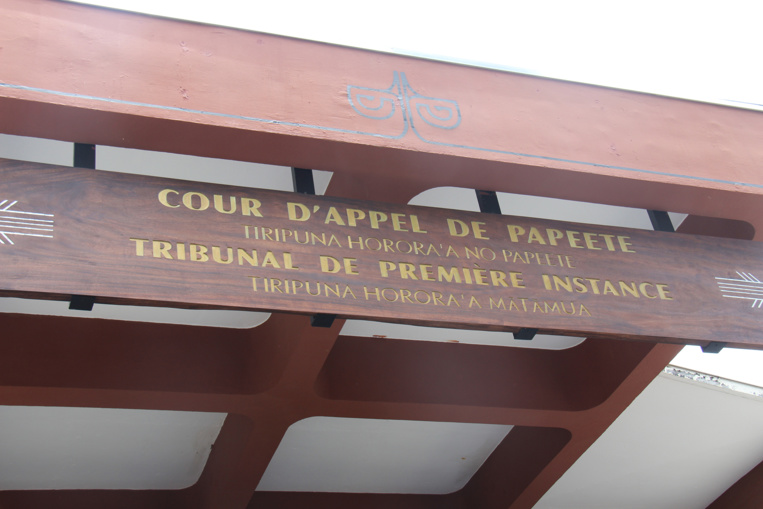 COUR D'APPEL DE PAPEETE
TIRIPUNA HORORA'A NO PAPEETE
TRIBUNAL DE PREMIÈRE INSTANCE
TIRIPUNA HORORA'A MATAMUA